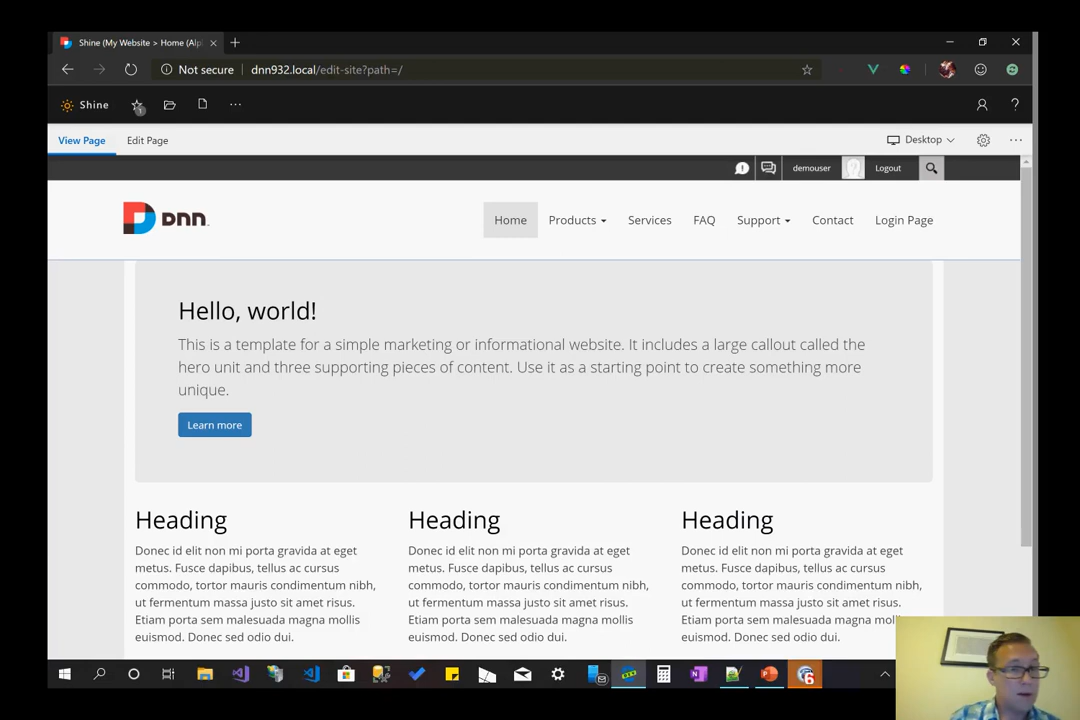 Shine (My Website > Home (Alp
Not secure dnn932.local/edit-site?path=/
Shine 1 ?
View Page Edit Page Desktop
demouser Logout
DNN Home Products Services FAQ Support Contact Login Page
Hello, world!
This is a template for a simple marketing or informational website. It includes a large callout called the
hero unit and three supporting pieces of content. Use it as a starting point to create something more
unique.
Learn more
Heading
Donec id elit non mi porta gravida at eget
metus. Fusce dapibus, tellus ac cursus
commodo, tortor mauris condimentum nibh,
ut fermentum massa justo sit amet risus.
Etiam porta sem malesuada magna mollis
euismod. Donec sed odio dui.
Heading
Donec id elit non mi porta gravida at eget
metus. Fusce dapibus, tellus ac cursus
commodo, tortor mauris condimentum nibh,
ut fermentum massa justo sit amet risus.
Etiam porta sem malesuada magna mollis
euismod. Donec sed odio dui.
Heading
Donec id elit non mi porta gravida at eget
metus. Fusce dapibus, tellus ac cursus
commodo, tortor mauris condimentum nibh,
ut fermentum massa justo sit amet risus.
Etiam porta sem malesuada magna mollis
euismod. Donec sed odio dui.